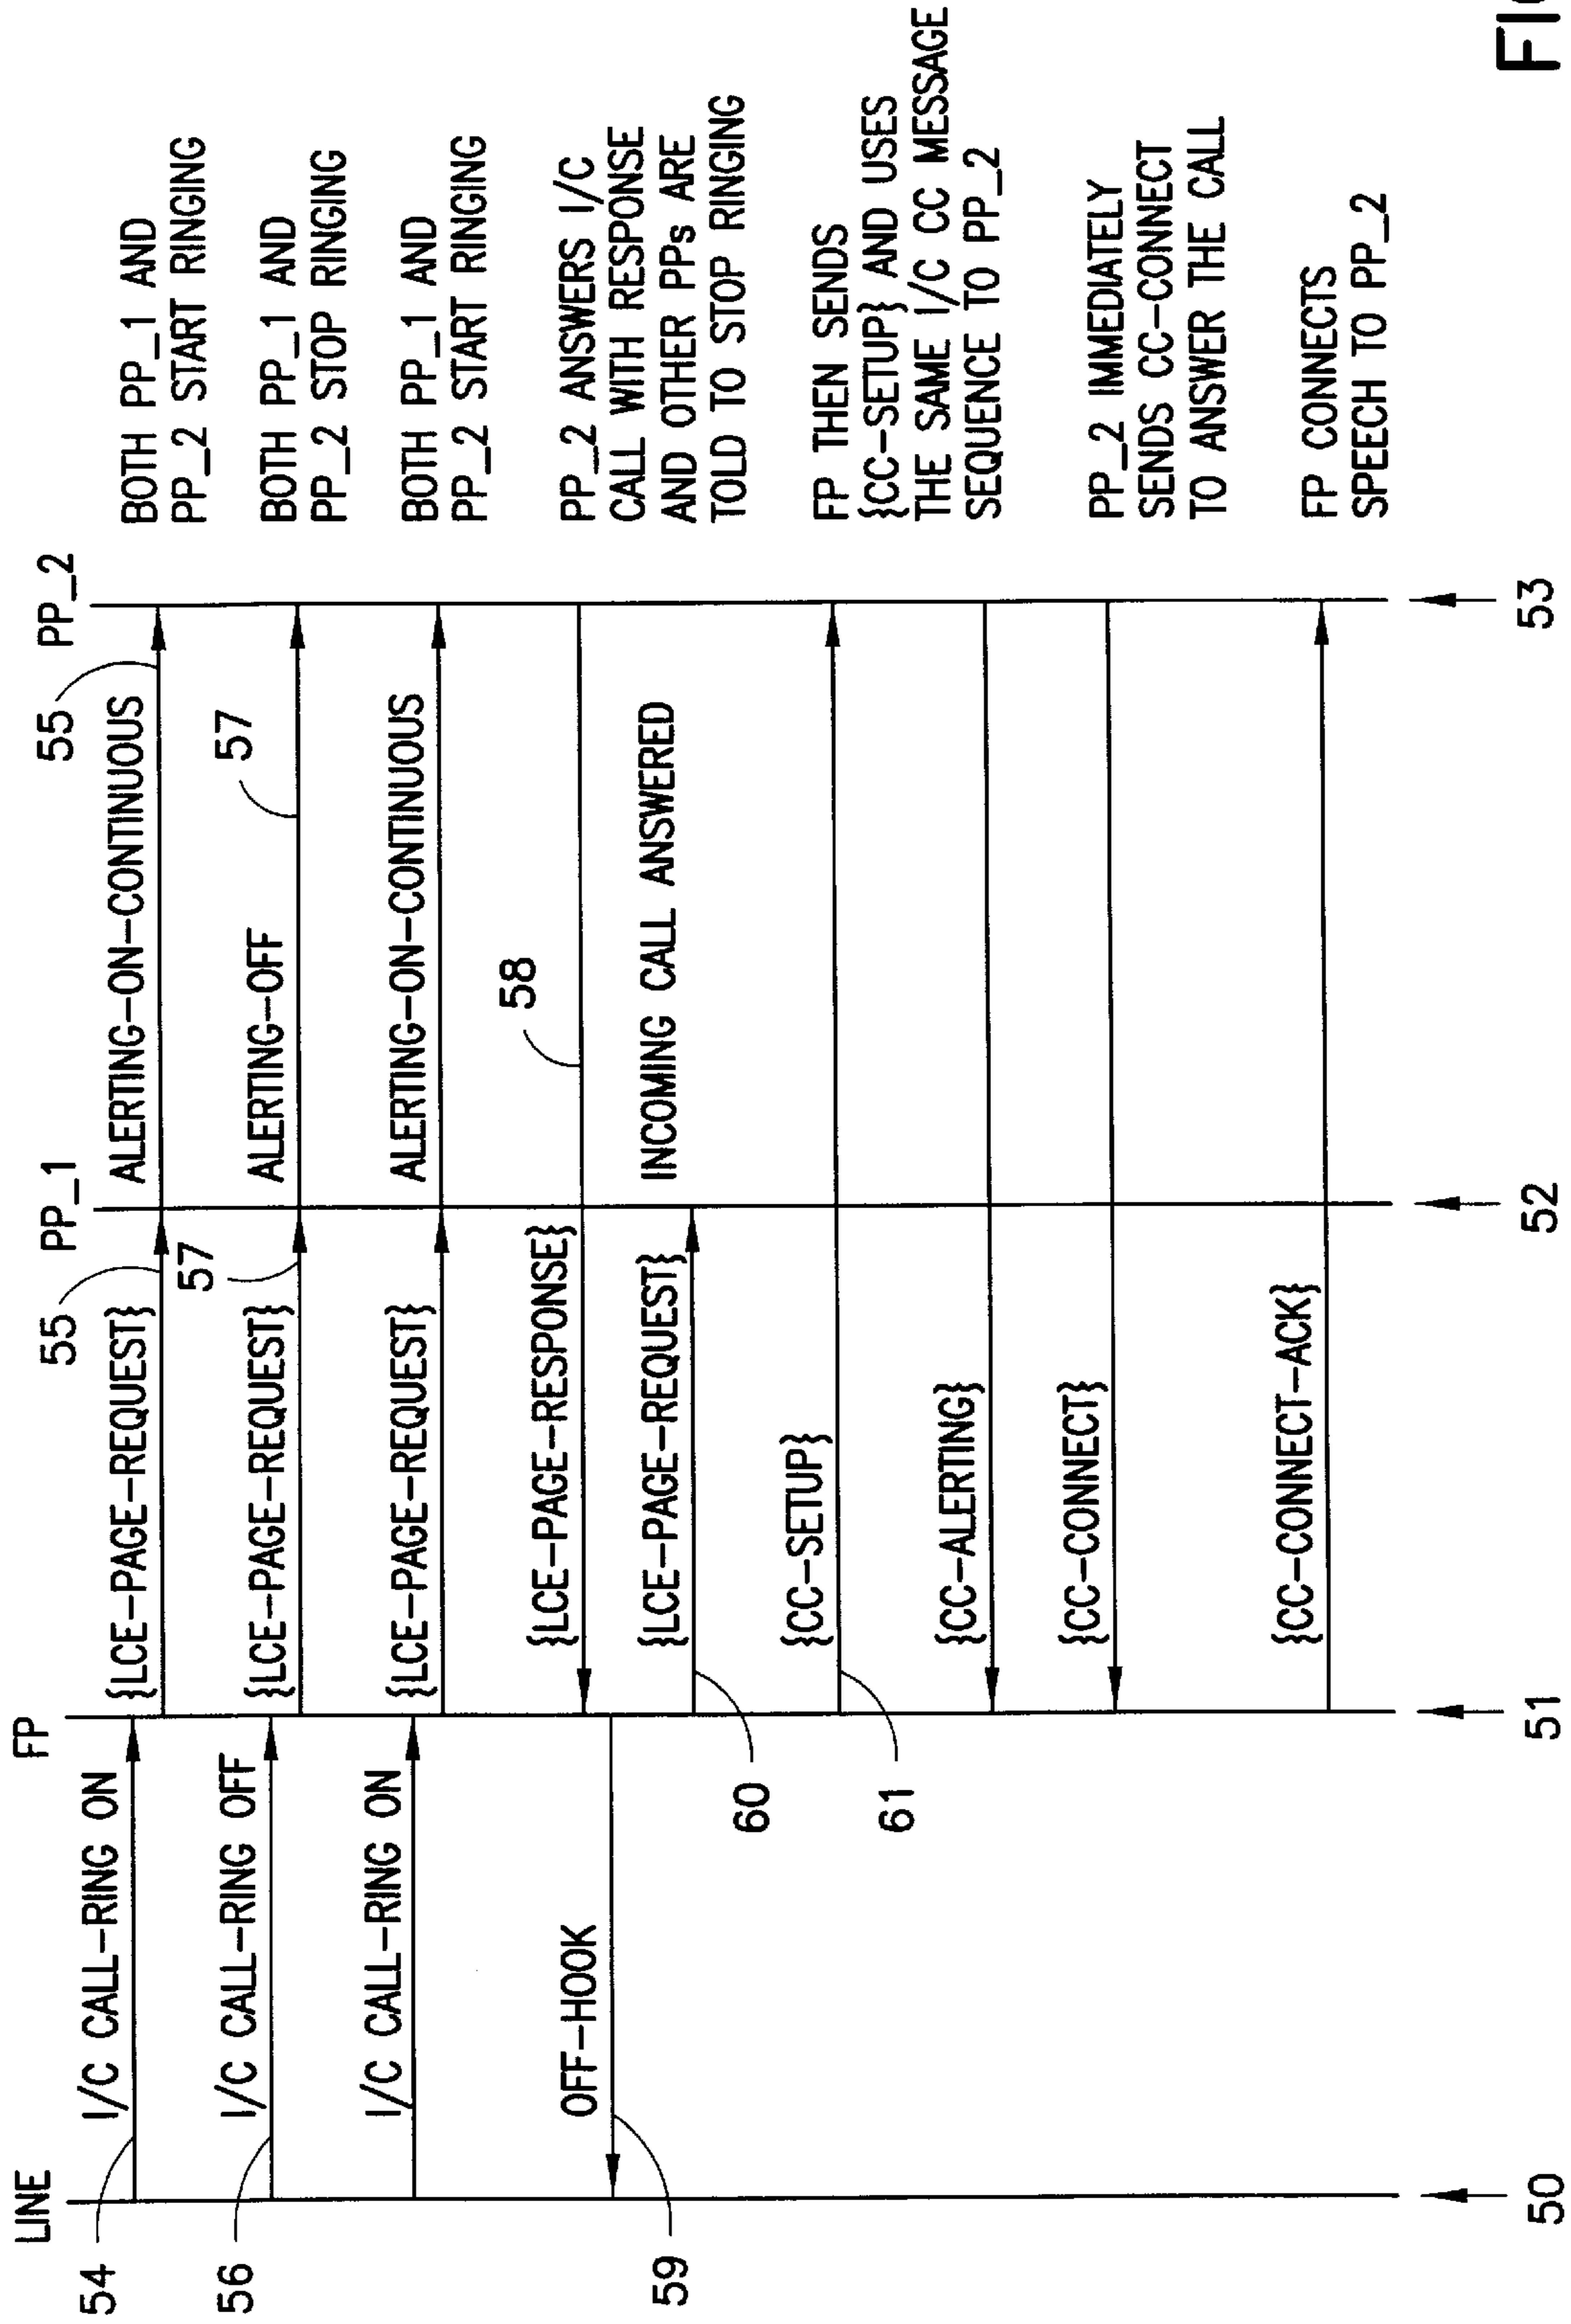 LINE
FP
PP_1
PP_2
54
I/C CALL-RING ON
{LCE-PAGE-REQUEST}
55
ALERTING-ON-CONTINUOUS
55
BOTH PP_1 AND
PP_2 START RINGING
56
I/C CALL-RING OFF
{LCE-PAGE-REQUEST}
57
ALERTING-OFF
57
BOTH PP_1 AND
PP_2 STOP RINGING
I/C CALL-RING ON
{LCE-PAGE-REQUEST}
ALERTING-ON-CONTINUOUS
BOTH PP_1 AND
PP_2 START RINGING
{LCE-PAGE-RESPONSE}
58
PP_2 ANSWERS I/C
CALL WITH RESPONSE
AND OTHER PPs ARE
TOLD TO STOP RINGING
OFF-HOOK
59
{LCE-PAGE-REQUEST}
INCOMING CALL ANSWERED
60
{CC-SETUP}
61
FP THEN SENDS
{CC-SETUP} AND USES
THE SAME I/C CC MESSAGE
SEQUENCE TO PP_2
{CC-ALERTING}
{CC-CONNECT}
PP_2 IMMEDIATELY
SENDS CC-CONNECT
TO ANSWER THE CALL
{CC-CONNECT-ACK}
FP CONNECTS
SPEECH TO PP_2
50
51
52
53